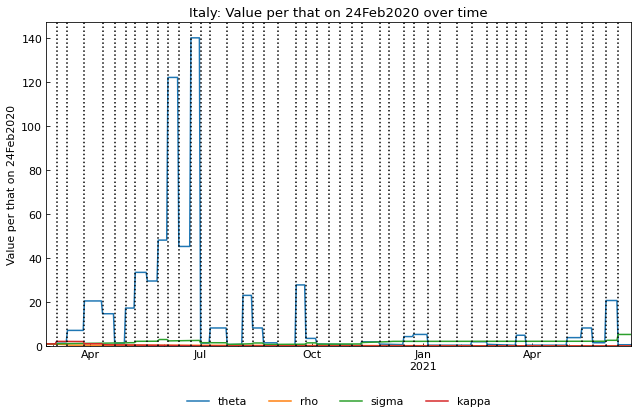 Italy: Value per that on 24Feb2020 over time
Value per that on 24Feb2020
140
120
100
80
60
40
20
0
Apr Jul Oct Jan Apr
2021
theta rho sigma kappa